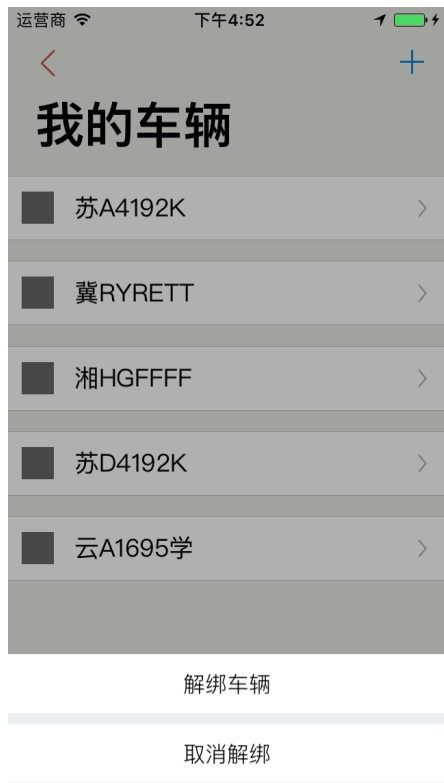 运营商 下午4:52
我的车辆
苏A4192K
冀RYRETT
湘HGFFFF
苏D4192K
云A1695学
解绑车辆
取消解绑